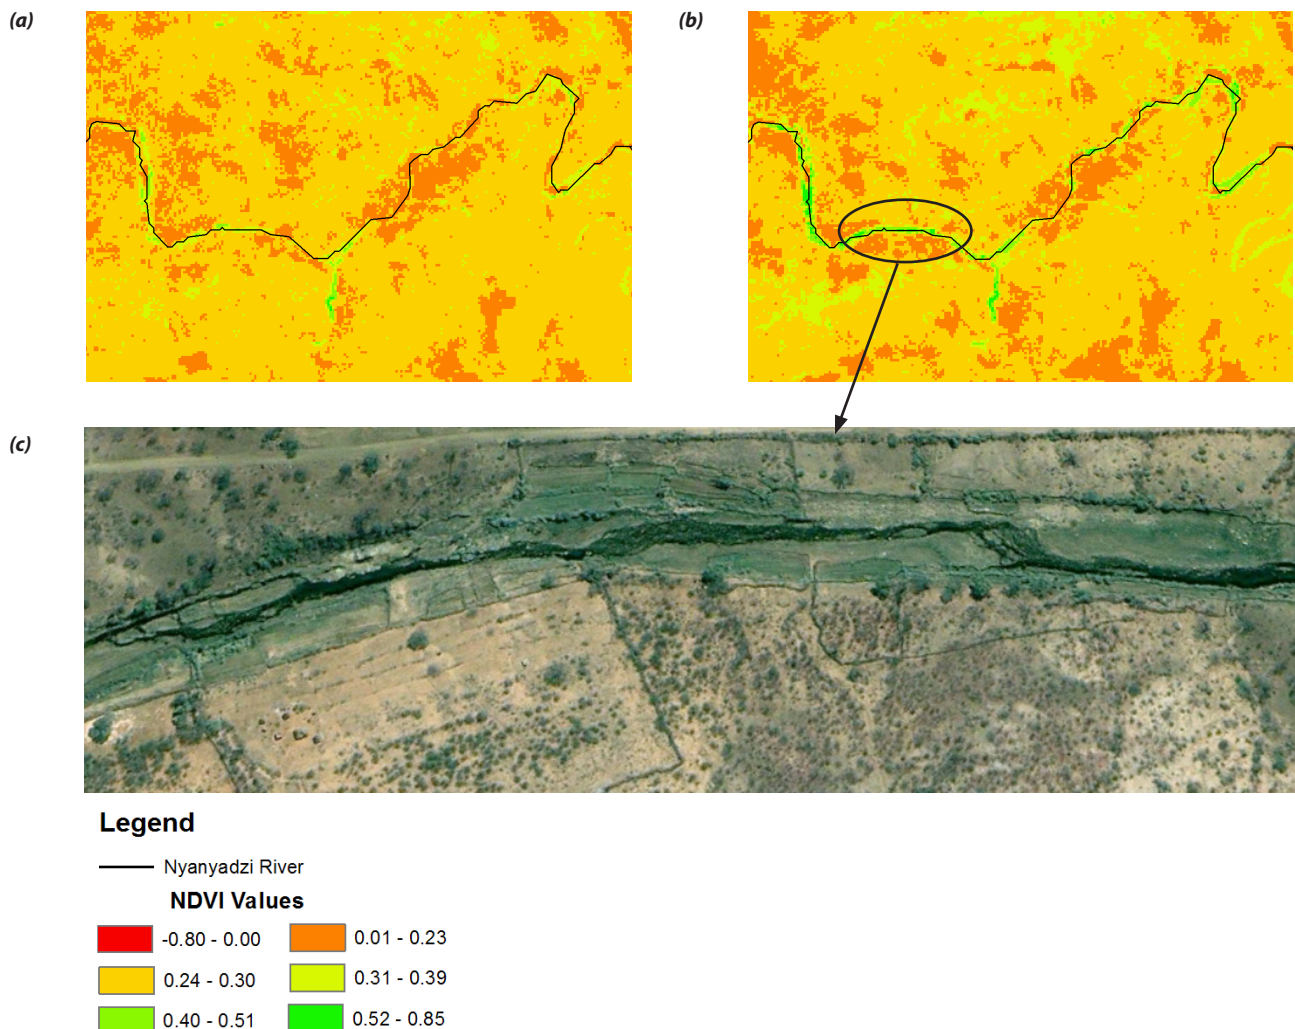 (a)
(b)
(c)
Legend
Nyanyadzi River
NDVI Values
-0.80 - 0.00
0.01 - 0.23
0.24 - 0.30
0.31 - 0.39
0.40 - 0.51
0.52 - 0.85